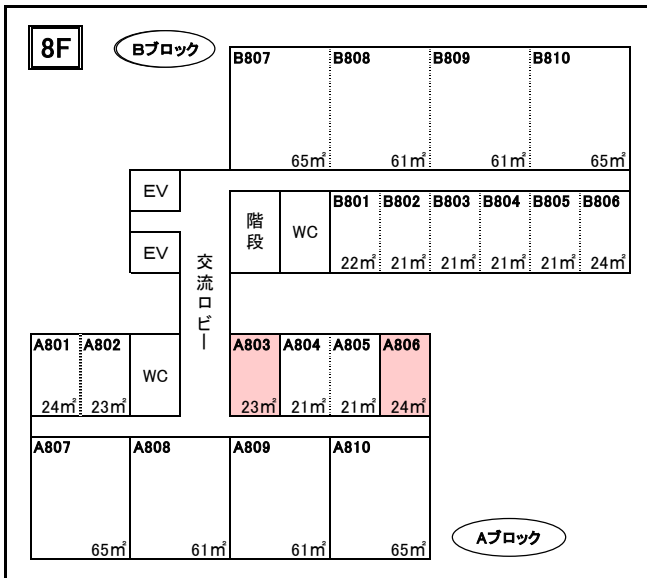 8F
Bブロック
B807 B808 B809 B810
65㎡ 61㎡ 61㎡ 65㎡
EV
階段
WC
B801 B802 B803 B804 B805 B806
22㎡ 21㎡ 21㎡ 21㎡ 21㎡ 24㎡
EV
交流ロビー
A801 A802
WC
A803 A804 A805 A806
24㎡ 23㎡
23㎡ 21㎡ 21㎡ 24㎡
A807 A808 A809 A810
65㎡ 61㎡ 61㎡ 65㎡
Aブロック